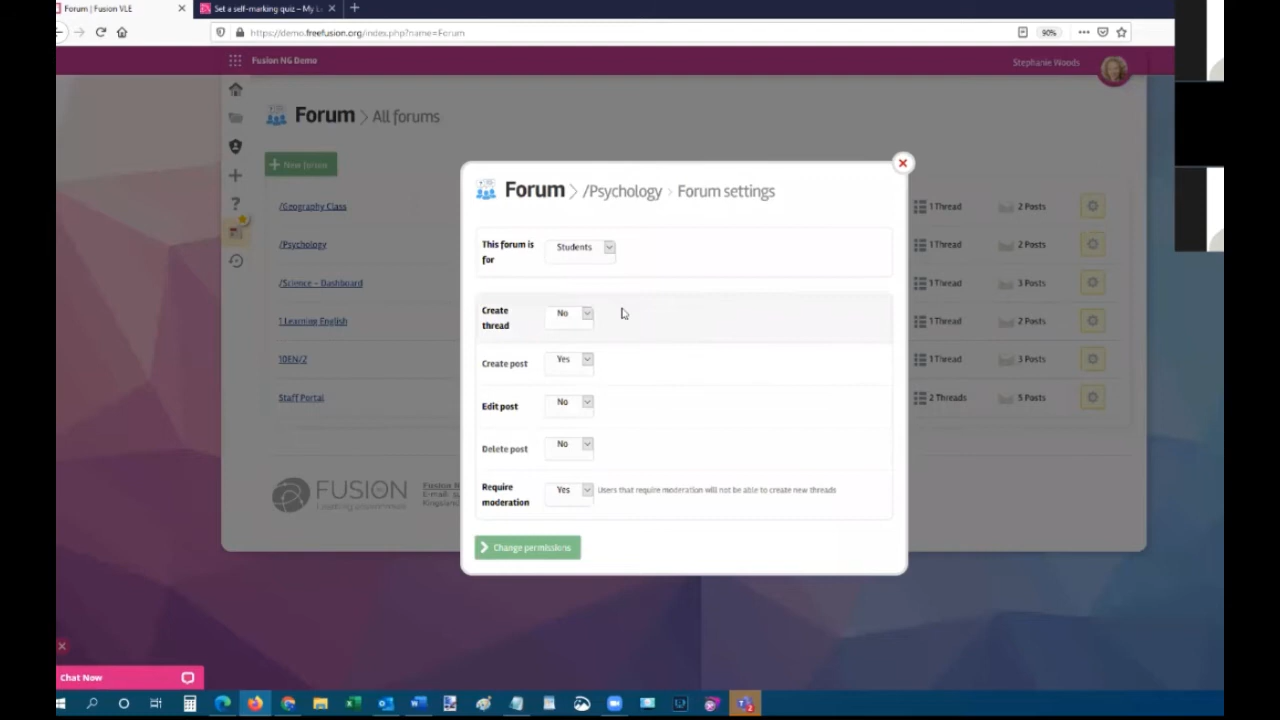 Forum | Fusion VLE
Set a self-marking quiz – My L
https://demo.freefusion.org/index.php?name=Forum
90%
Fusion NG Demo
Stephanie Woods
Forum > All forums
+ New forum
/Geography Class
1 Thread
2 Posts
/Psychology
1 Thread
2 Posts
/Science - Dashboard
1 Thread
3 Posts
1 Learning English
1 Thread
2 Posts
10EN/2
1 Thread
3 Posts
Staff Portal
2 Threads
5 Posts
FUSION
Forum > /Psychology > Forum settings
This forum is
for
Students
Create
thread
No
Create post
Yes
Edit post
No
Delete post
No
Require
moderation
Yes
Users that require moderation will not be able to create new threads
Change permissions
Chat Now